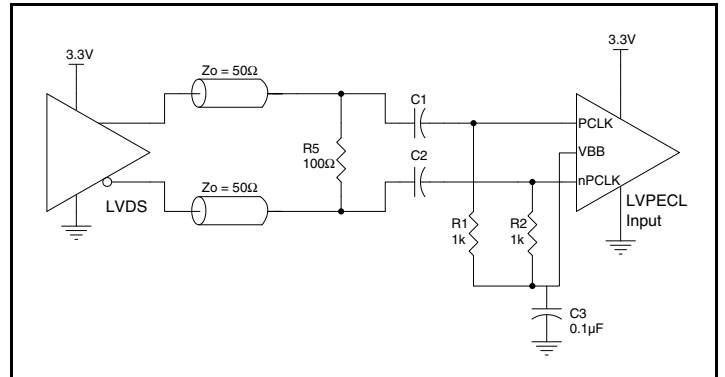 3.3V
3.3V
Zo = 50Ω
C1
PCLK
R5
100Ω
C2
VBB
nPCLK
Zo = 50Ω
LVDS
LVPECL
Input
R1
1k
R2
1k
C3
0.1µF